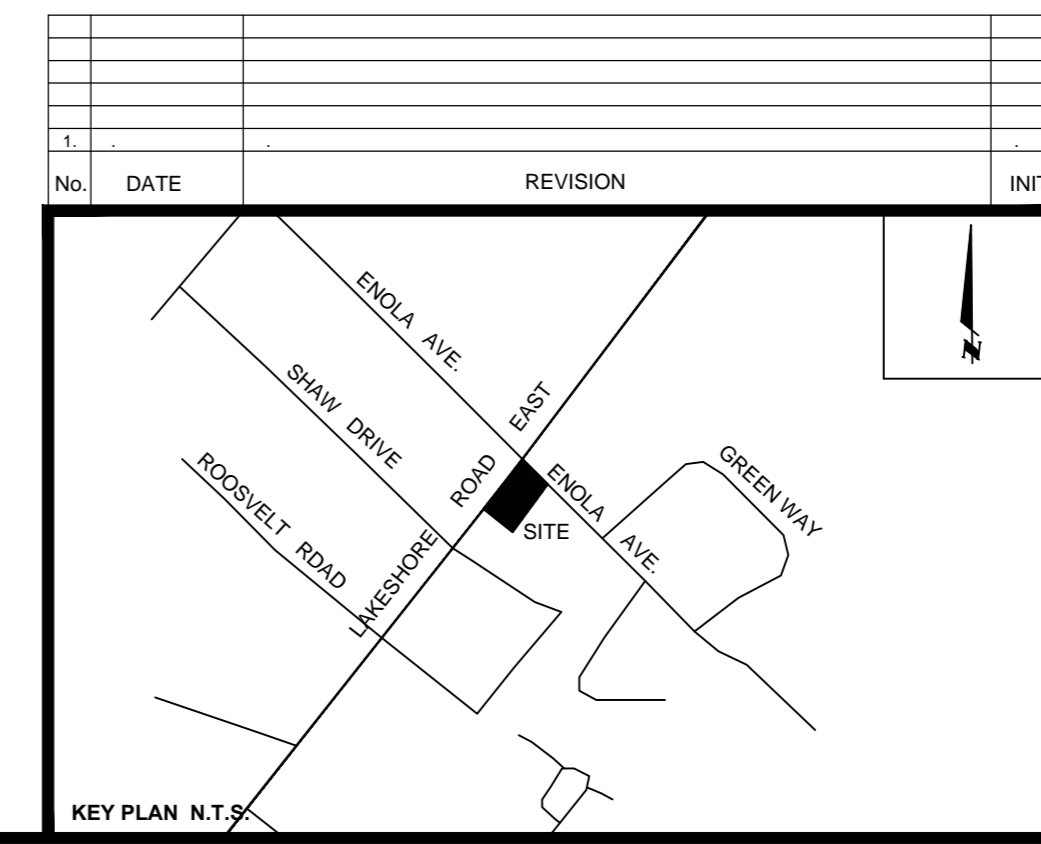 1. . . .
No. DATE REVISION INIT
N
ENOLA AVE.
SHAW DRIVE
ROOSVELT RDAD
LAKESHORE ROAD EAST
SITE
ENOLA AVE.
GREEN WAY
KEY PLAN N.T.S.